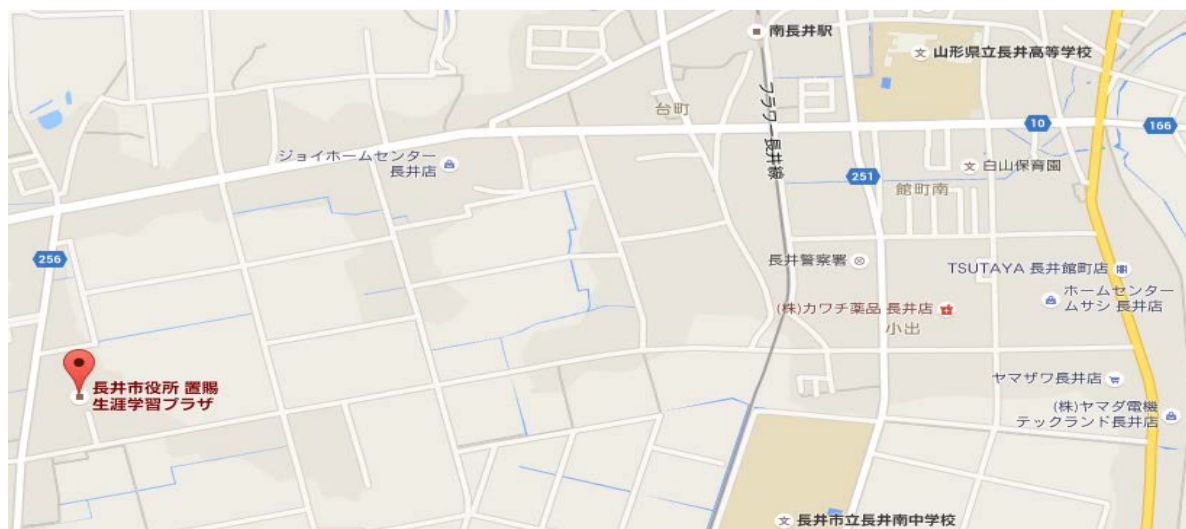 南長井駅
山形県立長井高等学校
台町
フラワー長井線
10
166
ジョイホームセンター
長井店
251
白山保育園
館町南
256
長井警察署
TSUTAYA 長井館町店
ホームセンター
ムサシ 長井店
(株)カワチ薬品 長井店
小出
長井市役所 置賜
生涯学習プラザ
ヤマザワ長井店
(株)ヤマダ電機
テックランド長井店
長井市立長井南中学校